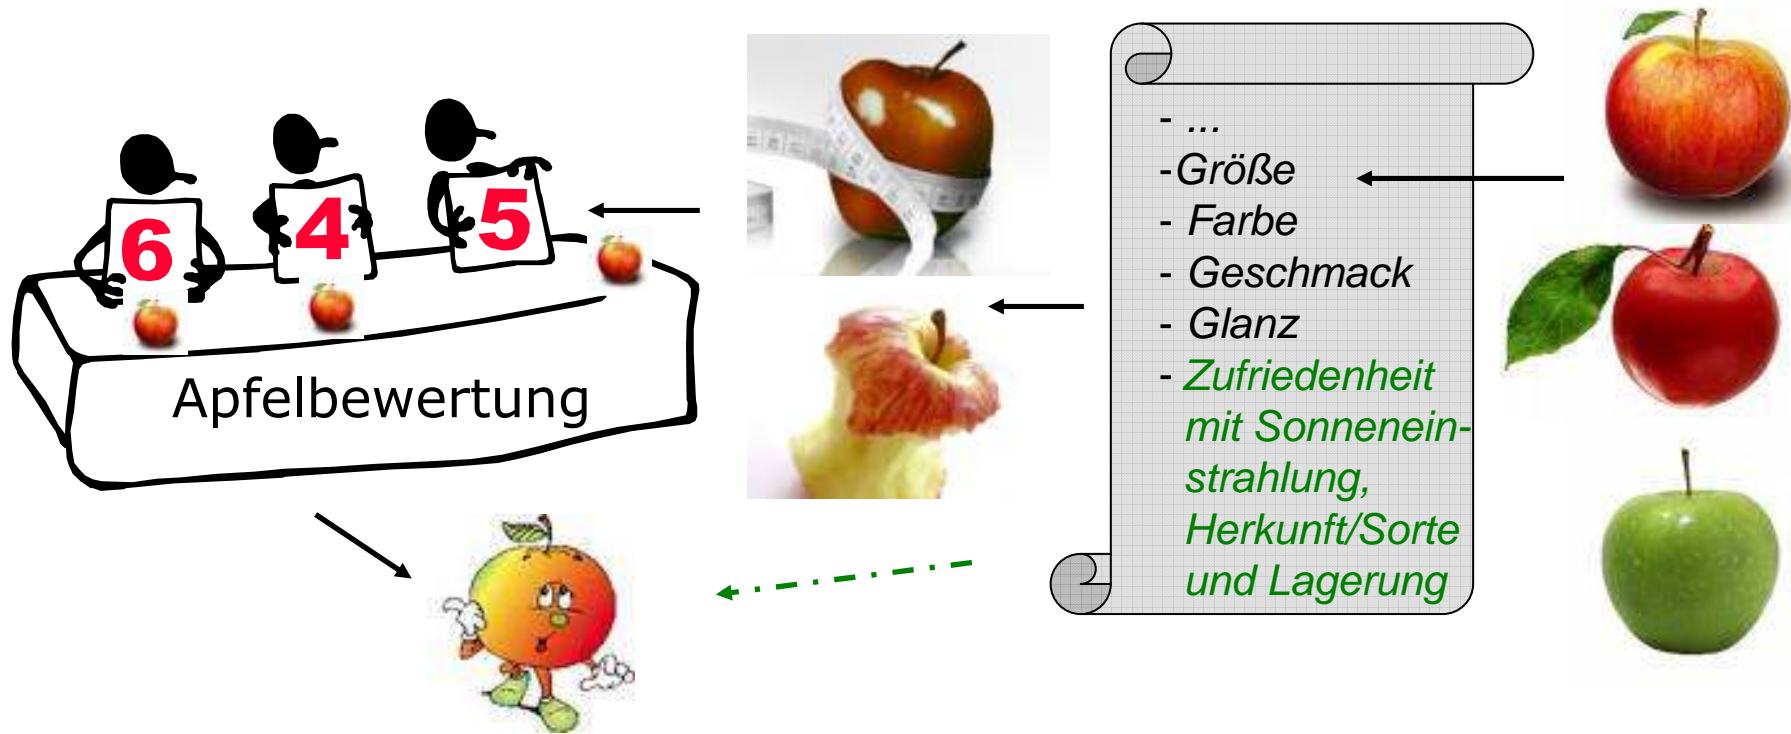 6
4
5
Apfelbewertung
- ...
-Größe
- Farbe
- Geschmack
- Glanz
- Zufriedenheit
mit Sonnenein-
strahlung,
Herkunft/Sorte
und Lagerung